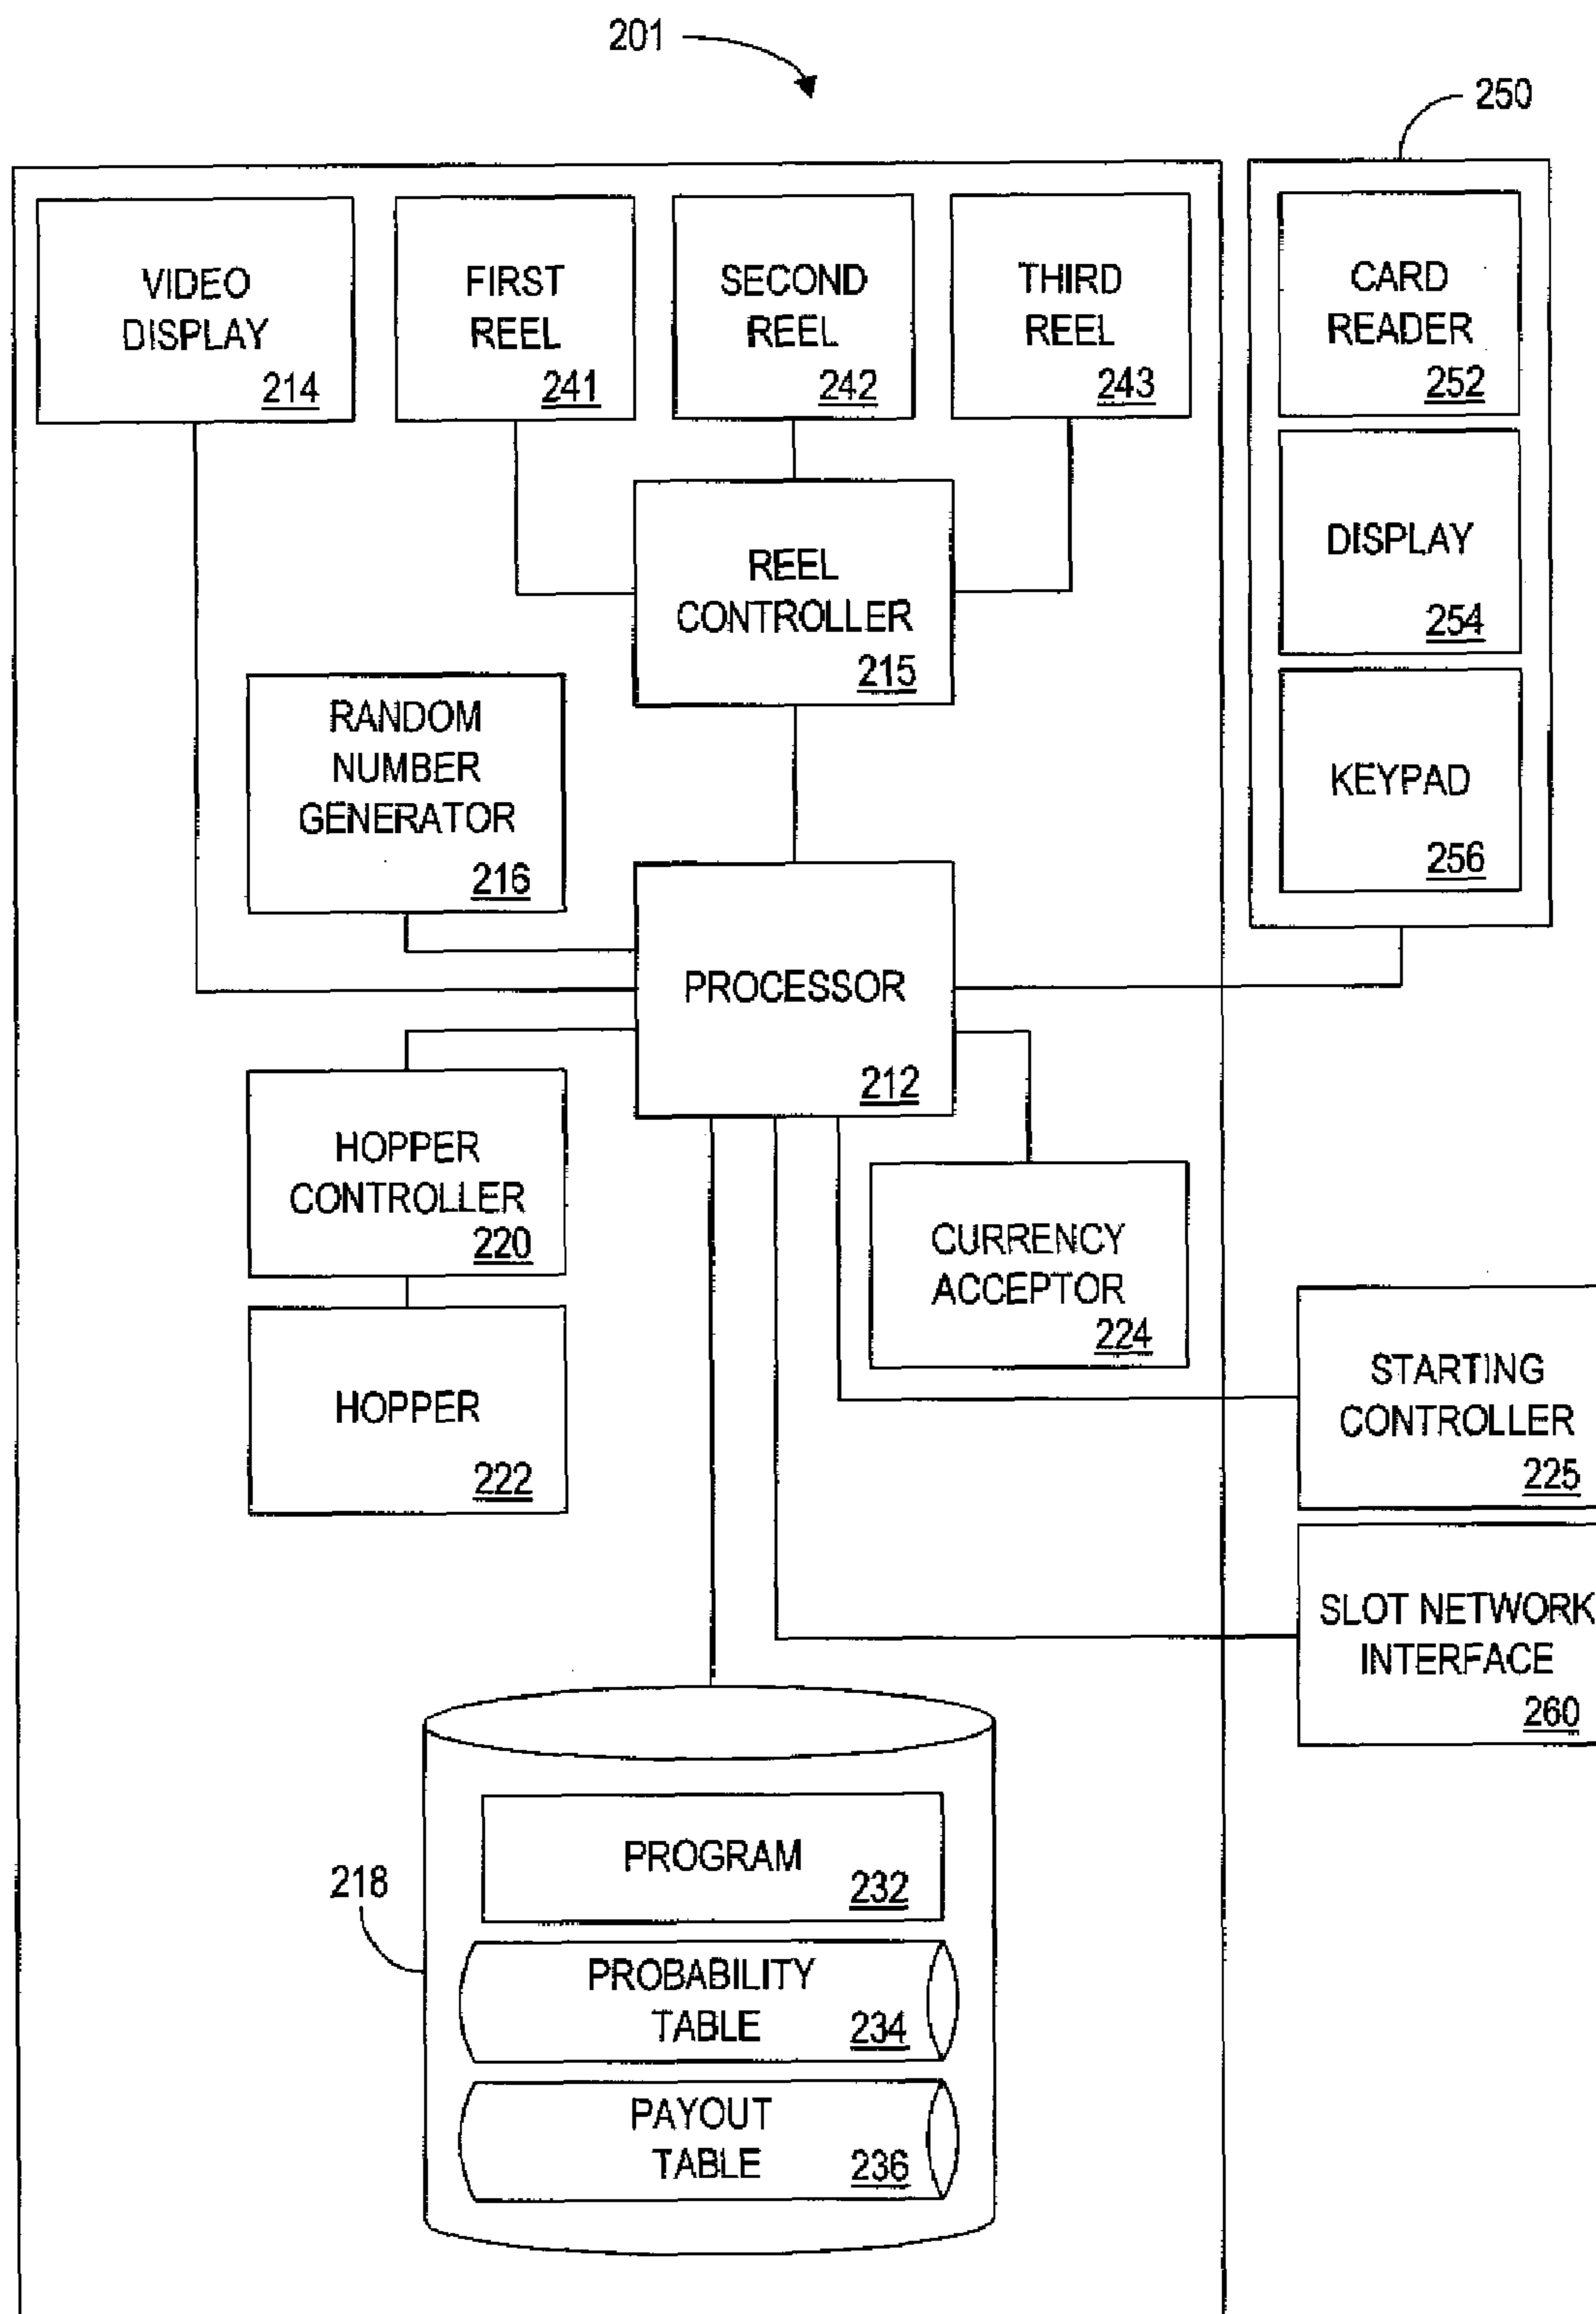 201
250
VIDEO
DISPLAY
214
FIRST
REEL
241
SECOND
REEL
242
THIRD
REEL
243
CARD
READER
252
DISPLAY
254
KEYPAD
256
REEL
CONTROLLER
215
RANDOM
NUMBER
GENERATOR
216
PROCESSOR
212
HOPPER
CONTROLLER
220
HOPPER
222
CURRENCY
ACCEPTOR
224
STARTING
CONTROLLER
225
SLOT NETWORK
INTERFACE
260
218
PROGRAM
232
PROBABILITY
TABLE
234
PAYOUT
TABLE
236